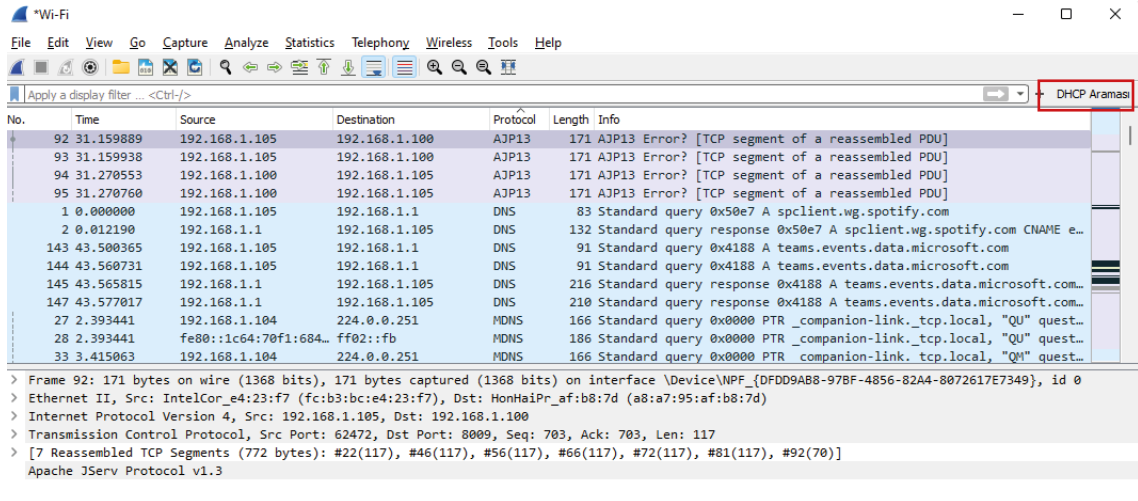 *Wi-Fi
File Edit View Go Capture Analyze Statistics Telephony Wireless Tools Help
Apply a display filter ... <Ctrl-/> + DHCP Araması
No. Time Source Destination Protocol Length Info
92 31.159889 192.168.1.105 192.168.1.100 AJP13 171 AJP13 Error? [TCP segment of a reassembled PDU]
93 31.159938 192.168.1.105 192.168.1.100 AJP13 171 AJP13 Error? [TCP segment of a reassembled PDU]
94 31.270553 192.168.1.100 192.168.1.105 AJP13 171 AJP13 Error? [TCP segment of a reassembled PDU]
95 31.270760 192.168.1.100 192.168.1.105 AJP13 171 AJP13 Error? [TCP segment of a reassembled PDU]
1 0.000000 192.168.1.105 192.168.1.1 DNS 83 Standard query 0x50e7 A spclient.wg.spotify.com
2 0.012190 192.168.1.1 192.168.1.105 DNS 132 Standard query response 0x50e7 A spclient.wg.spotify.com CNAME e…
143 43.500365 192.168.1.105 192.168.1.1 DNS 91 Standard query 0x4188 A teams.events.data.microsoft.com
144 43.560731 192.168.1.105 192.168.1.1 DNS 91 Standard query 0x4188 A teams.events.data.microsoft.com
145 43.565815 192.168.1.1 192.168.1.105 DNS 216 Standard query response 0x4188 A teams.events.data.microsoft.com…
147 43.577017 192.168.1.1 192.168.1.105 DNS 210 Standard query response 0x4188 A teams.events.data.microsoft.com…
27 2.393441 192.168.1.104 224.0.0.251 MDNS 166 Standard query 0x0000 PTR _companion-link._tcp.local, "QU" quest…
28 2.393441 fe80::1c64:70f1:684… ff02::fb MDNS 186 Standard query 0x0000 PTR _companion-link._tcp.local, "QU" quest…
33 3.415063 192.168.1.104 224.0.0.251 MDNS 166 Standard query 0x0000 PTR _companion-link._tcp.local, "QM" quest…
> Frame 92: 171 bytes on wire (1368 bits), 171 bytes captured (1368 bits) on interface \Device\NPF_{DFDD9AB8-97BF-4856-82A4-8072617E7349}, id 0
> Ethernet II, Src: IntelCor_e4:23:f7 (fc:b3:bc:e4:23:f7), Dst: HonHaiPr_af:b8:7d (a8:a7:95:af:b8:7d)
> Internet Protocol Version 4, Src: 192.168.1.105, Dst: 192.168.1.100
> Transmission Control Protocol, Src Port: 62472, Dst Port: 8009, Seq: 703, Ack: 703, Len: 117
> [7 Reassembled TCP Segments (772 bytes): #22(117), #46(117), #56(117), #66(117), #72(117), #81(117), #92(70)]
Apache JServ Protocol v1.3